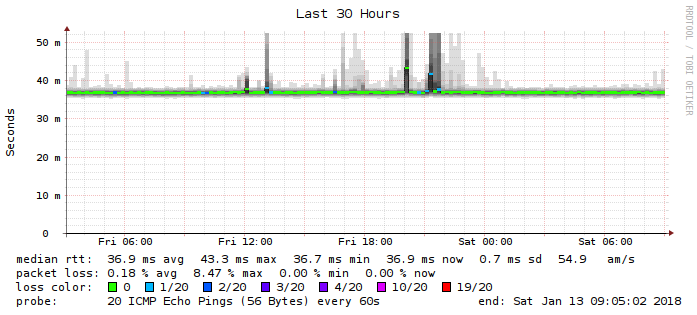 Last 30 Hours
RRDTOOL / TOBI OETIKER
Seconds
50 m
40 m
30 m
20 m
10 m
0
Fri 06:00 Fri 12:00 Fri 18:00 Sat 00:00 Sat 06:00
median rtt: 36.9 ms avg 43.3 ms max 36.7 ms min 36.9 ms now 0.7 ms sd 54.9 am/s
packet loss: 0.18 % avg 8.47 % max 0.00 % min 0.00 % now
loss color: 0 1/20 2/20 3/20 4/20 10/20 19/20
probe: 20 ICMP Echo Pings (56 Bytes) every 60s end: Sat Jan 13 09:05:02 2018